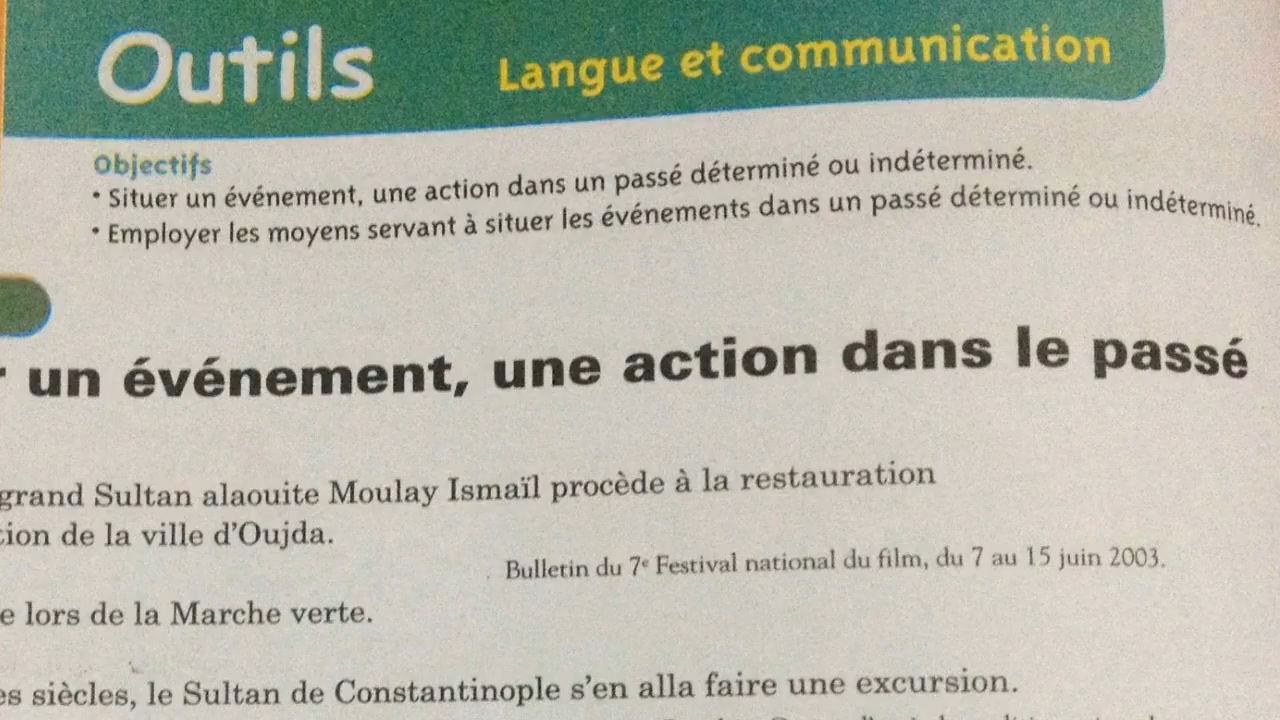 Outils
Langue et communication
Objectifs
• Situer un événement, une action dans un passé déterminé ou indéterminé.
• Employer les moyens servant à situer les événements dans un passé déterminé ou indéterminé.
un événement, une action dans le passé
grand Sultan alaouite Moulay Ismaïl procède à la restauration
tion de la ville d'Oujda.
Bulletin du 7e Festival national du film, du 7 au 15 juin 2003.
e lors de la Marche verte.
es siècles, le Sultan de Constantinople s'en alla faire une excursion.